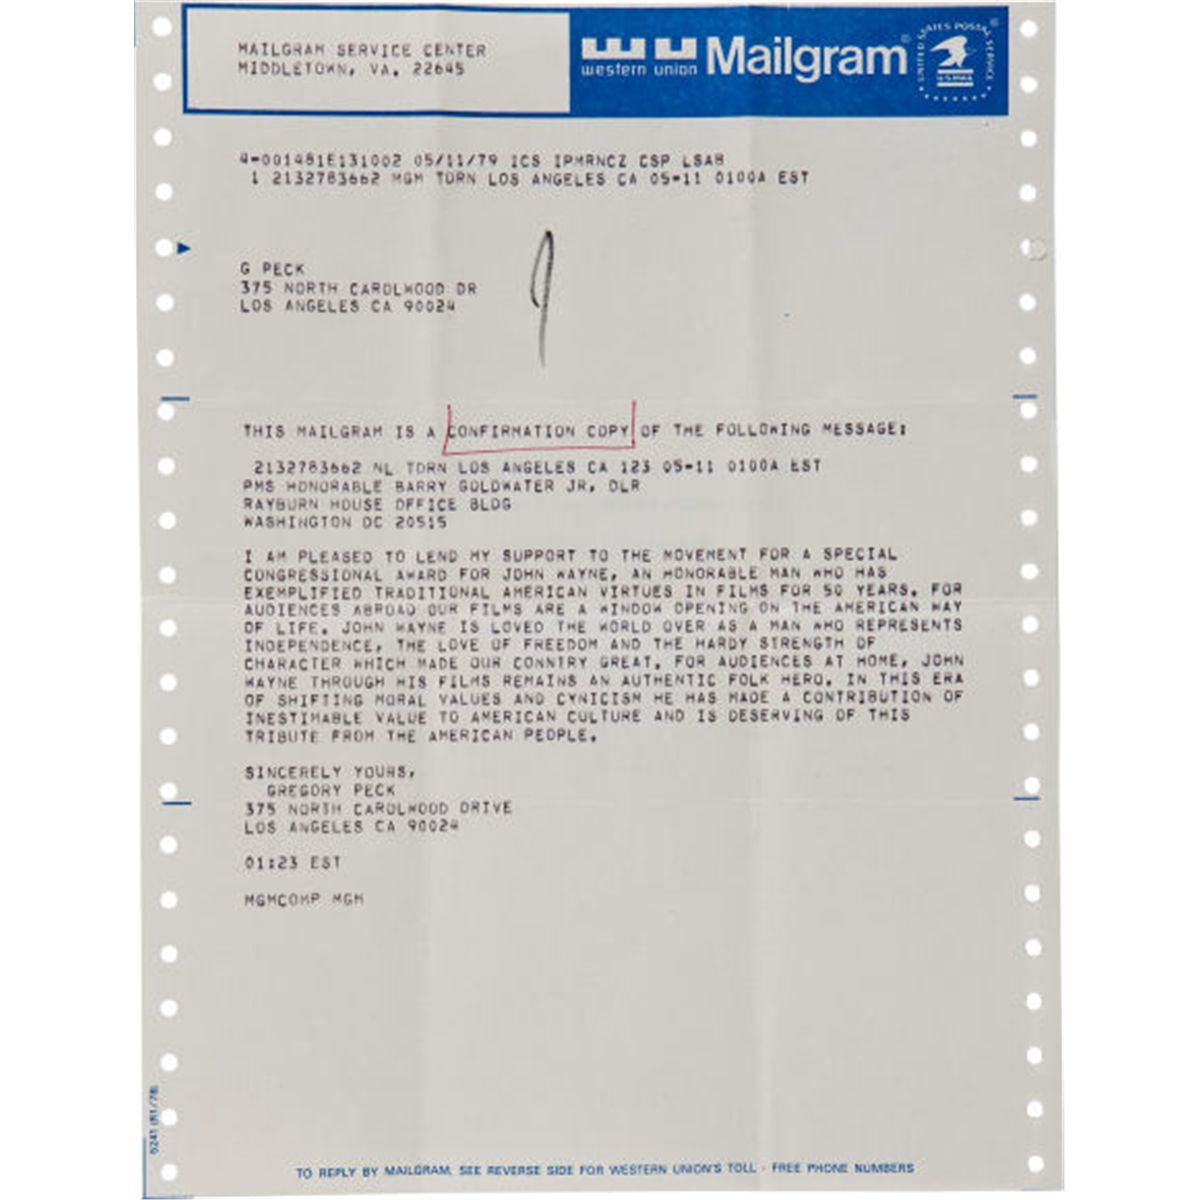 MAILGRAM SERVICE CENTER
MIDDLETOWN, VA. 22645
western union Mailgram®
UNITED STATES POSTAL SERVICE
U.S.MAIL
4-001481E131002 05/11/79 ICS IPMRNCZ CSP LSAB
1 2132783662 MGM TDRN LOS ANGELES CA 05-11 0100A EST
G PECK
375 NORTH CAROLWOOD DR
LOS ANGELES CA 90024
THIS MAILGRAM IS A CONFIRMATION COPY OF THE FOLLOWING MESSAGE:
2132783662 NL TDRN LOS ANGELES CA 123 05-11 0100A EST
PMS HONORABLE BARRY GOLDWATER JR, DLR
RAYBURN HOUSE OFFICE BLDG
WASHINGTON DC 20515
I AM PLEASED TO LEND MY SUPPORT TO THE MOVEMENT FOR A SPECIAL
CONGRESSIONAL AWARD FOR JOHN WAYNE, AN HONORABLE MAN WHO HAS
EXEMPLIFIED TRADITIONAL AMERICAN VIRTUES IN FILMS FOR 50 YEARS. FOR
AUDIENCES ABROAD OUR FILMS ARE A WINDOW OPENING ON THE AMERICAN WAY
OF LIFE. JOHN WAYNE IS LOVED THE WORLD OVER AS A MAN WHO REPRESENTS
INDEPENDENCE, THE LOVE OF FREEDOM AND THE HARDY STRENGTH OF
CHARACTER WHICH MADE OUR CONNTRY GREAT. FOR AUDIENCES AT HOME, JOHN
WAYNE THROUGH HIS FILMS REMAINS AN AUTHENTIC FOLK HERO. IN THIS ERA
OF SHIFTING MORAL VALUES AND CYNICISM HE HAS MADE A CONTRIBUTION OF
INESTIMABLE VALUE TO AMERICAN CULTURE AND IS DESERVING OF THIS
TRIBUTE FROM THE AMERICAN PEOPLE.
SINCERELY YOURS,
GREGORY PECK
375 NORTH CAROLWOOD DRIVE
LOS ANGELES CA 90024
01:23 EST
MGMCOMP MGM
5241 (R1/78)
TO REPLY BY MAILGRAM, SEE REVERSE SIDE FOR WESTERN UNION'S TOLL - FREE PHONE NUMBERS